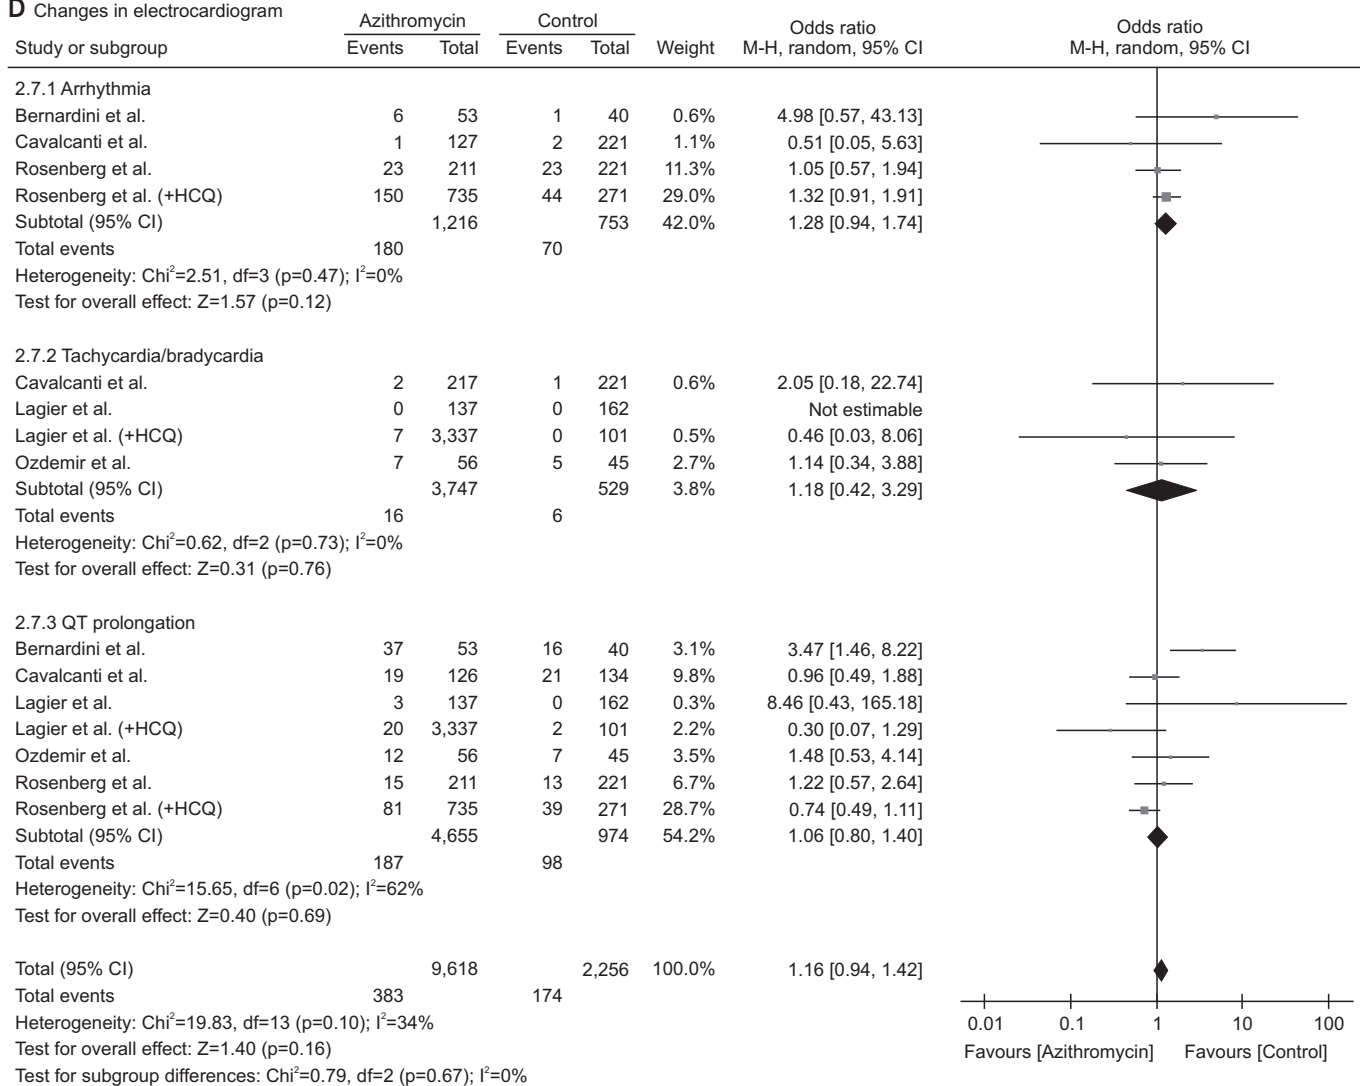 D Changes in electrocardiogram
Azithromycin Control Odds ratio Odds ratio
Study or subgroup Events Total Events Total Weight M-H, random, 95% CI M-H, random, 95% CI
2.7.1 Arrhythmia
Bernardini et al. 6 53 1 40 0.6% 4.98 [0.57, 43.13]
Cavalcanti et al. 1 127 2 221 1.1% 0.51 [0.05, 5.63]
Rosenberg et al. 23 211 23 221 11.3% 1.05 [0.57, 1.94]
Rosenberg et al. (+HCQ) 150 735 44 271 29.0% 1.32 [0.91, 1.91]
Subtotal (95% CI) 1,216 753 42.0% 1.28 [0.94, 1.74]
Total events 180 70
Heterogeneity: Chi²=2.51, df=3 (p=0.47); I²=0%
Test for overall effect: Z=1.57 (p=0.12)
2.7.2 Tachycardia/bradycardia
Cavalcanti et al. 2 217 1 221 0.6% 2.05 [0.18, 22.74]
Lagier et al. 0 137 0 162 Not estimable
Lagier et al. (+HCQ) 7 3,337 0 101 0.5% 0.46 [0.03, 8.06]
Ozdemir et al. 7 56 5 45 2.7% 1.14 [0.34, 3.88]
Subtotal (95% CI) 3,747 529 3.8% 1.18 [0.42, 3.29]
Total events 16 6
Heterogeneity: Chi²=0.62, df=2 (p=0.73); I²=0%
Test for overall effect: Z=0.31 (p=0.76)
2.7.3 QT prolongation
Bernardini et al. 37 53 16 40 3.1% 3.47 [1.46, 8.22]
Cavalcanti et al. 19 126 21 134 9.8% 0.96 [0.49, 1.88]
Lagier et al. 3 137 0 162 0.3% 8.46 [0.43, 165.18]
Lagier et al. (+HCQ) 20 3,337 2 101 2.2% 0.30 [0.07, 1.29]
Ozdemir et al. 12 56 7 45 3.5% 1.48 [0.53, 4.14]
Rosenberg et al. 15 211 13 221 6.7% 1.22 [0.57, 2.64]
Rosenberg et al. (+HCQ) 81 735 39 271 28.7% 0.74 [0.49, 1.11]
Subtotal (95% CI) 4,655 974 54.2% 1.06 [0.80, 1.40]
Total events 187 98
Heterogeneity: Chi²=15.65, df=6 (p=0.02); I²=62%
Test for overall effect: Z=0.40 (p=0.69)
Total (95% CI) 9,618 2,256 100.0% 1.16 [0.94, 1.42]
Total events 383 174
Heterogeneity: Chi²=19.83, df=13 (p=0.10); I²=34%
0.01 0.1 1 10 100
Test for overall effect: Z=1.40 (p=0.16)
Favours [Azithromycin] Favours [Control]
Test for subgroup differences: Chi²=0.79, df=2 (p=0.67); I²=0%